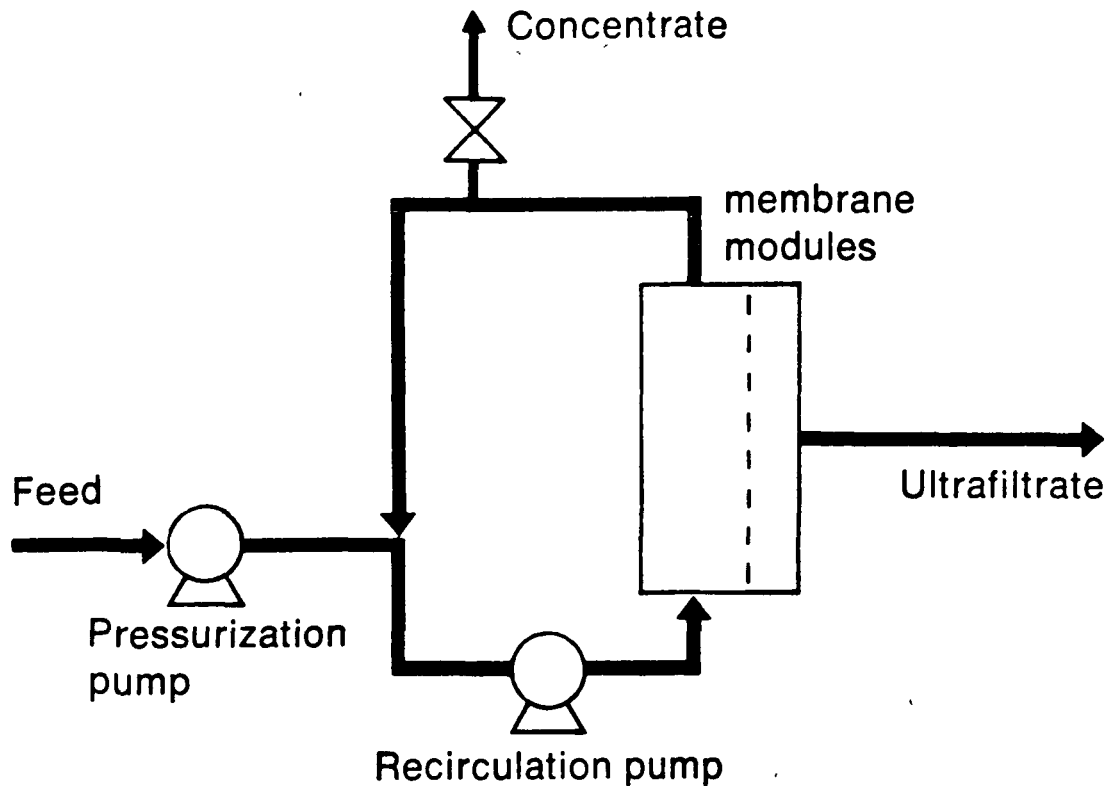 Concentrate
membrane
modules
Feed
Ultrafiltrate
Pressurization
pump
Recirculation pump